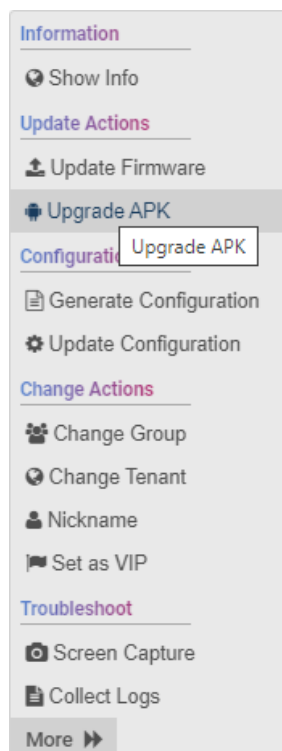 Information
Show Info
Update Actions
Update Firmware
Upgrade APK
Configurati
Upgrade APK
Generate Configuration
Update Configuration
Change Actions
Change Group
Change Tenant
Nickname
Set as VIP
Troubleshoot
Screen Capture
Collect Logs
More